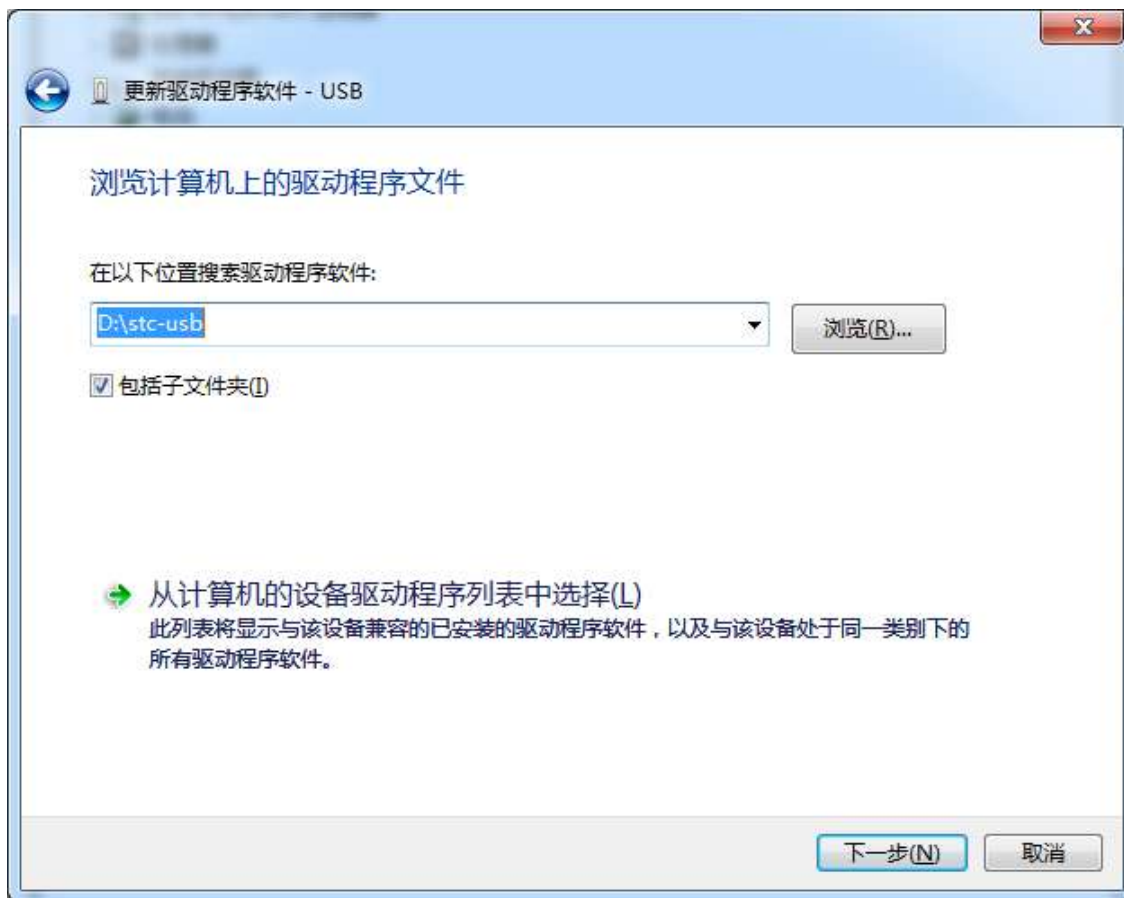 更新驱动程序软件 - USB
浏览计算机上的驱动程序文件
在以下位置搜索驱动程序软件:
D:\stc-usb
浏览(R)...
包括子文件夹(I)
从计算机的设备驱动程序列表中选择(L)
此列表将显示与该设备兼容的已安装的驱动程序软件，以及与该设备处于同一类别下的
所有驱动程序软件。
下一步(N)
取消